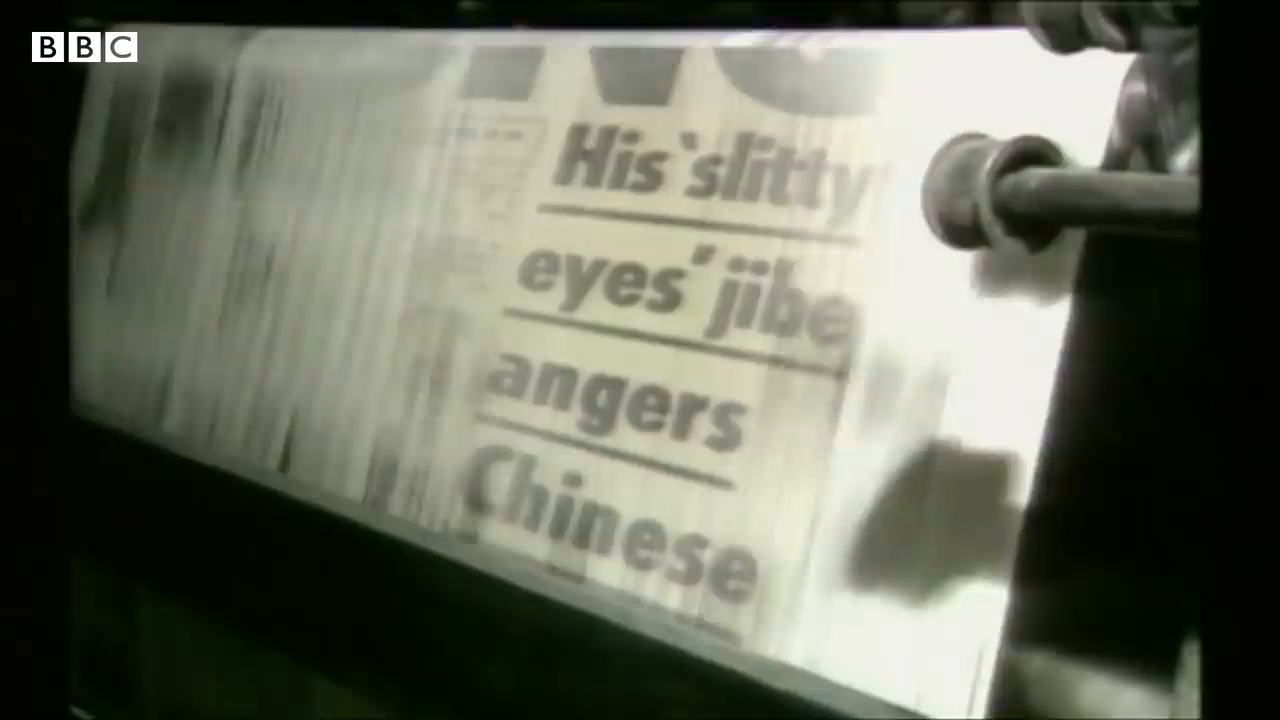 BBC
His 'slitty
eyes' jibe
angers
Chinese